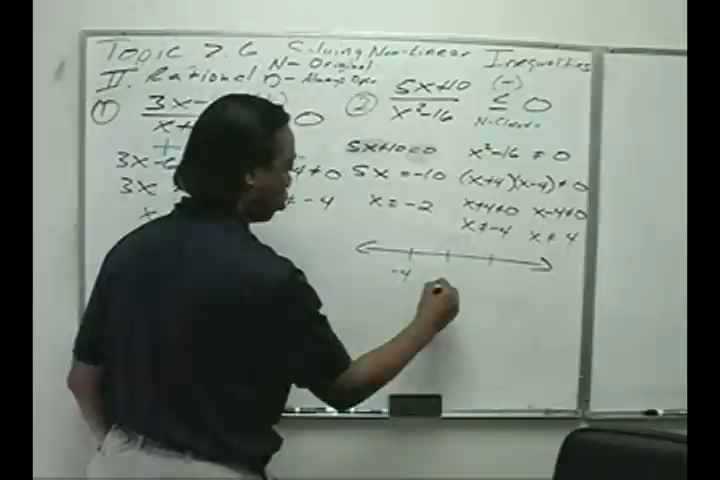 Topic 7.6 Solving Non-Linear Inequalities
N- Original
II. Rational D- Always Open
① 3x- 0
x+
3x-6 ≠0
3x ≠ -4
x
② 5x+10 / x²-16 ≤ 0
(-)
N-Closed
5x+10=0
5x = -10
x = -2
x²-16 ≠ 0
(x+4)(x-4)≠0
x+4≠0 x-4≠0
x≠-4 x≠4
-4